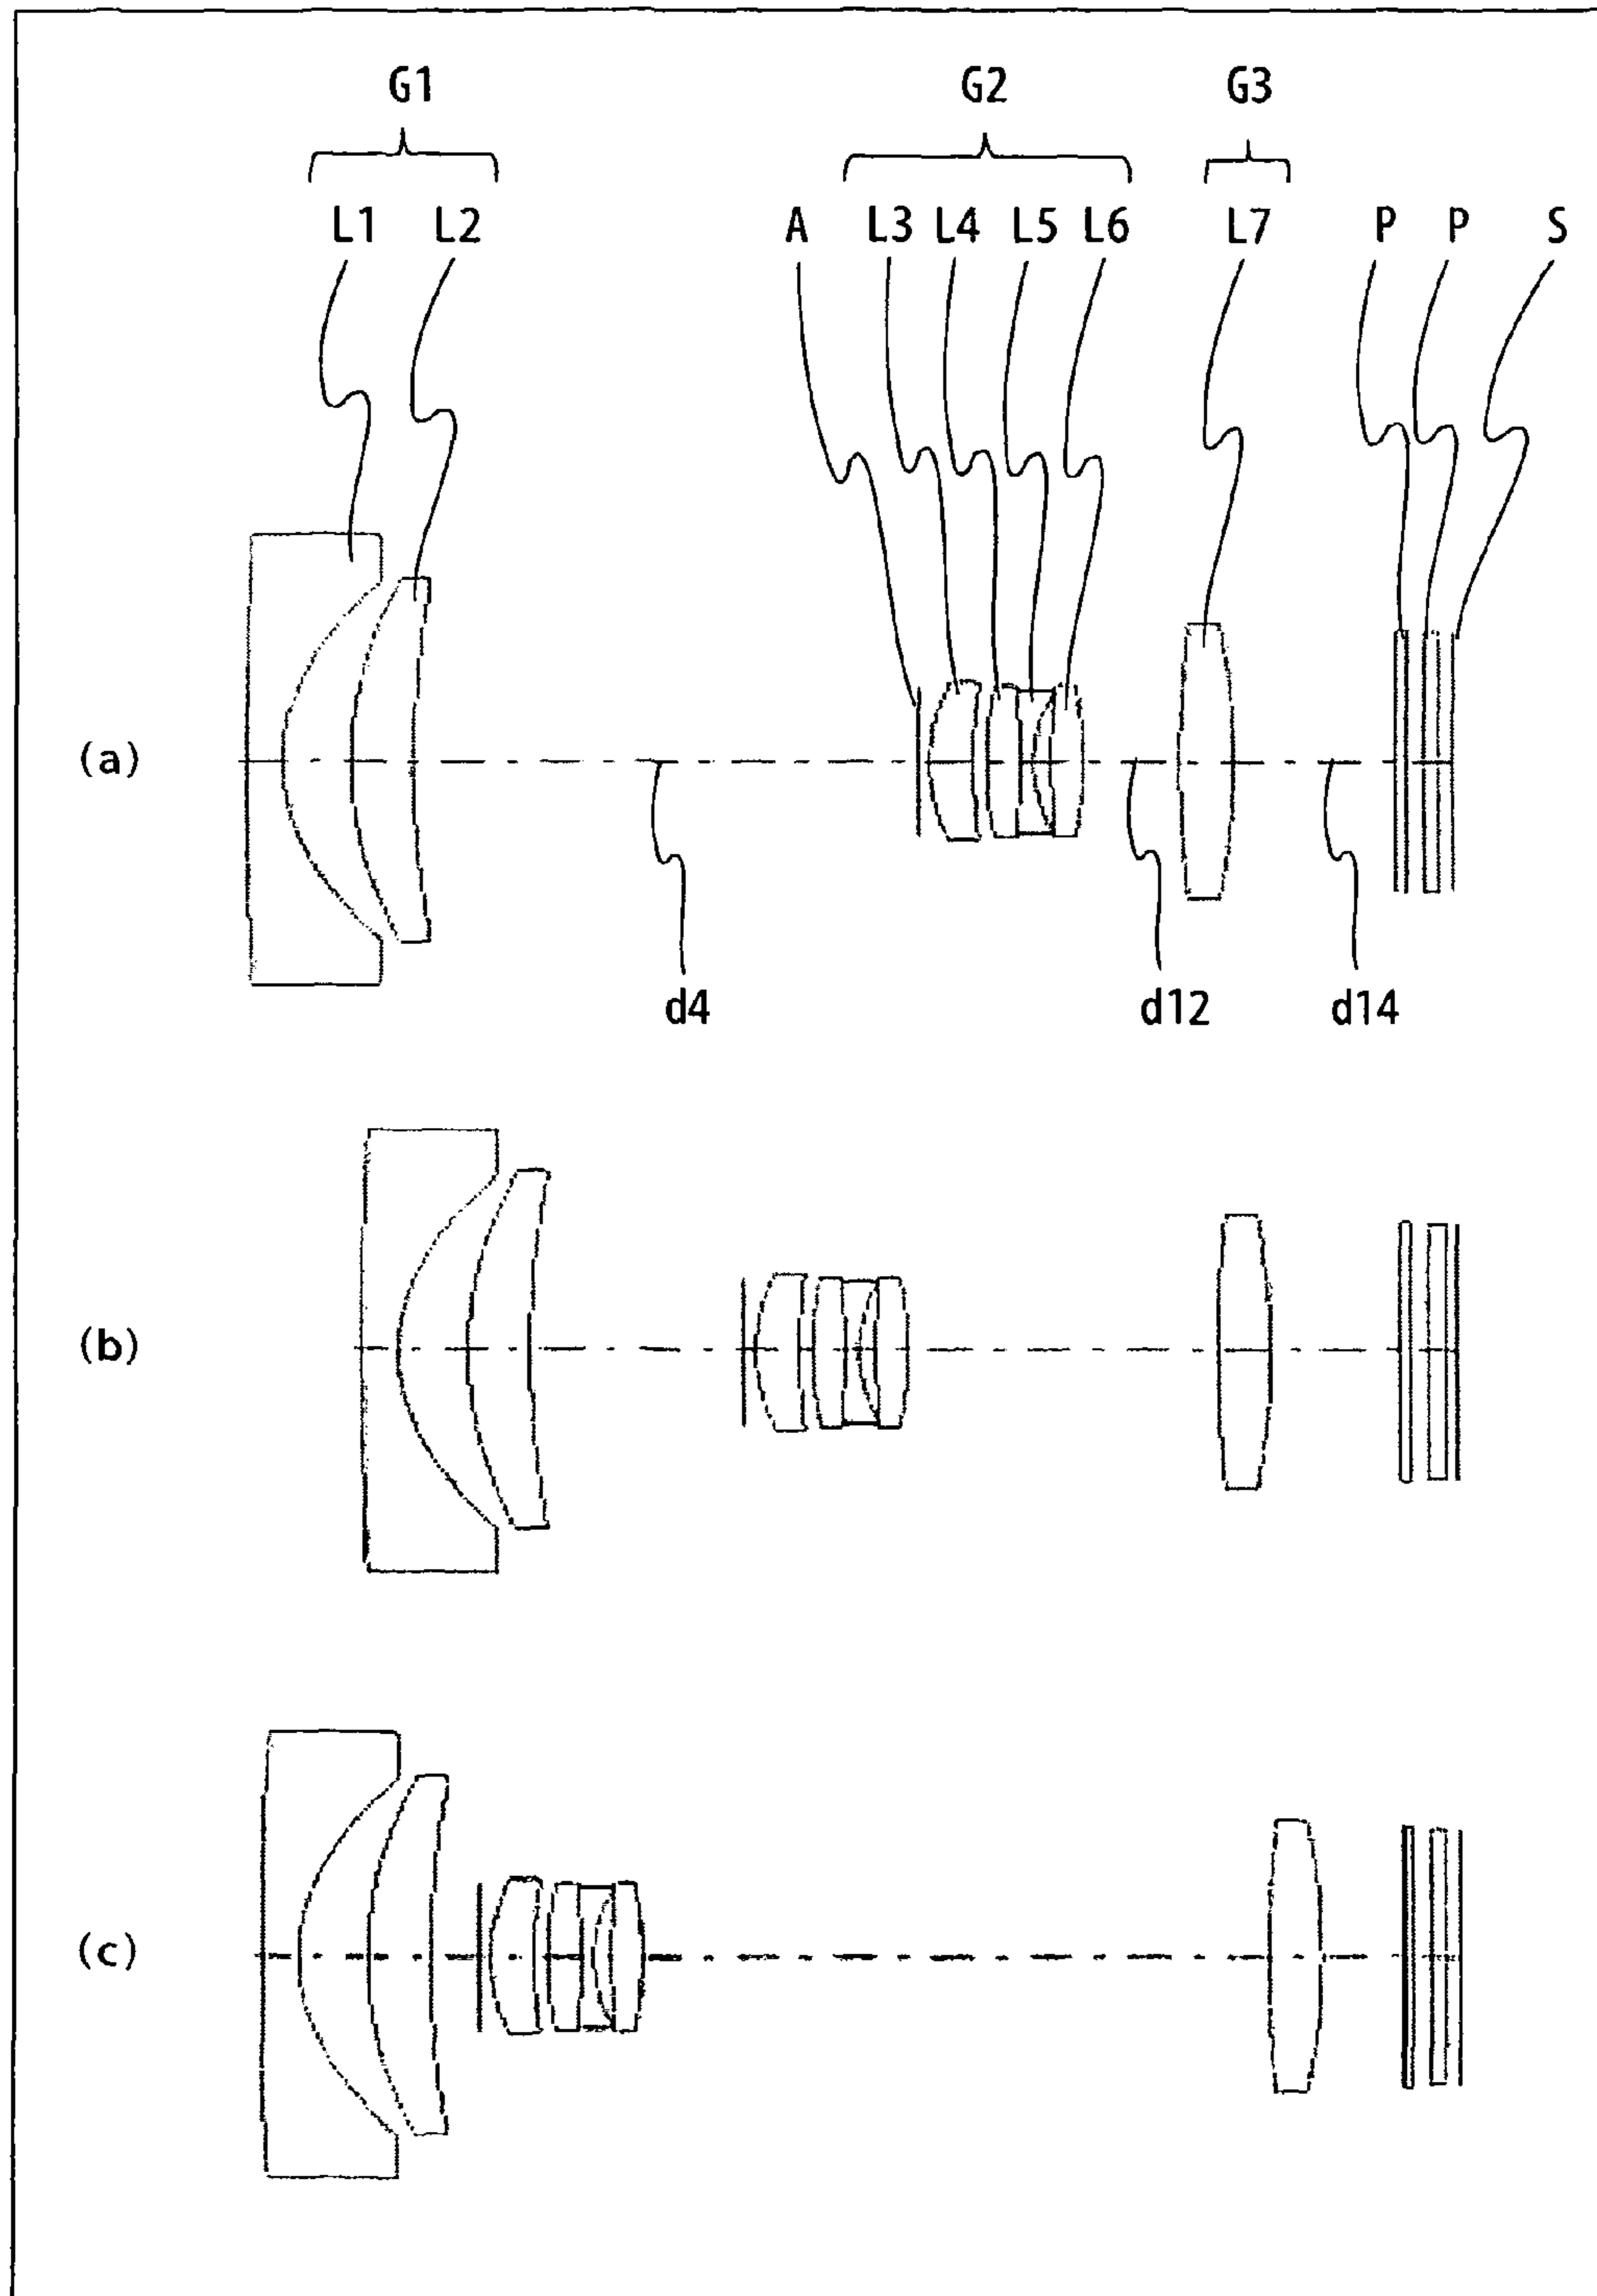 G1 G2 G3
L1 L2 A L3 L4 L5 L6 L7 P P S
(a)
d4 d12 d14
(b)
(c)